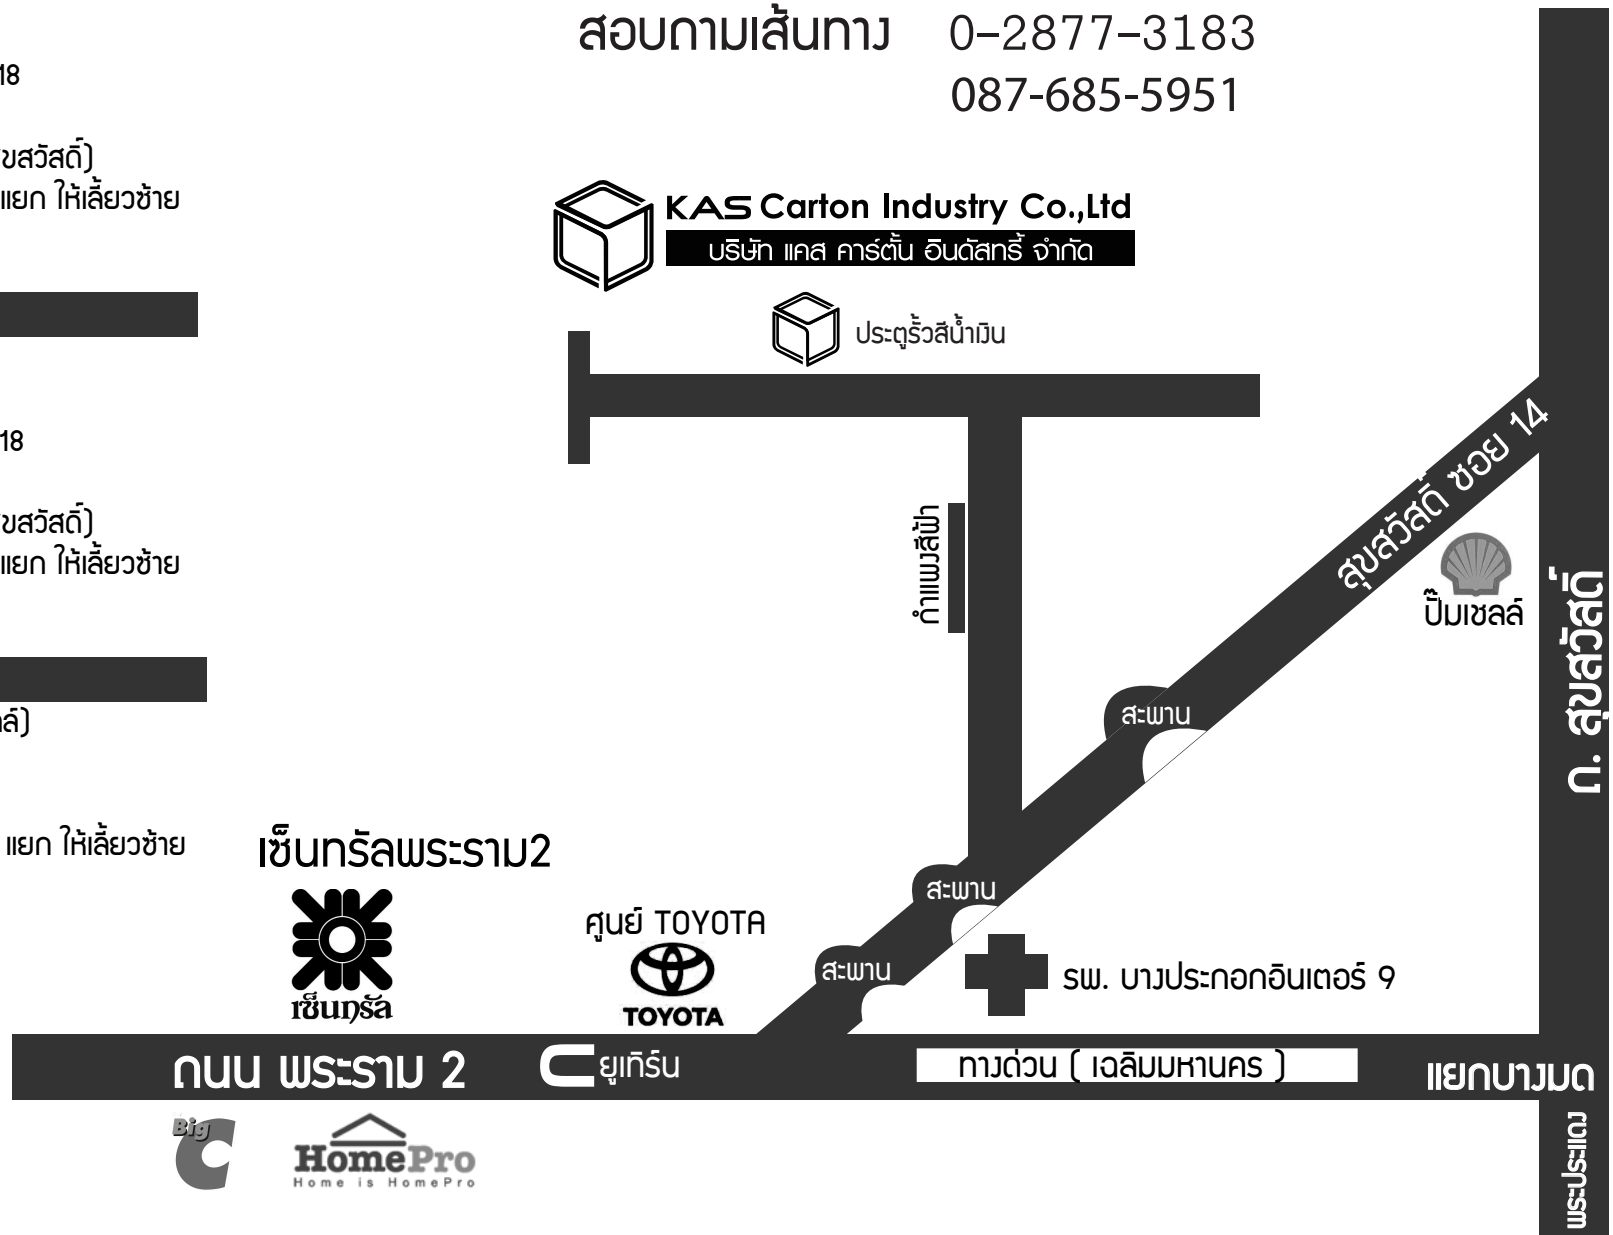 สอบถามเส้นทาง 0-2877-3183
087-685-5951
18
ขสวัสดิ์)
แยก ให้เลี้ยวซ้าย
KAS Carton Industry Co.,Ltd
บริษัท แคส คาร์ตั้น อินดัสทรี้ จำกัด
ประตูรั้วสีน้ำเงิน
18
ขสวัสดิ์)
แยก ให้เลี้ยวซ้าย
กำแพงสีฟ้า
สุขสวัสดิ์ ซอย 14
ปั๊มเชลล์
ถ. สุขสวัสดิ์
ล์)
สะพาน
แยก ให้เลี้ยวซ้าย
เซ็นทรัลพระราม2
เซ็นทรัล
ศูนย์ TOYOTA
TOYOTA
สะพาน
สะพาน
รพ. บางประกอกอินเตอร์ 9
ถนน พระราม 2
ยูเทิร์น
ทางด่วน ( เฉลิมมหานคร )
แยกบางมด
พระประแดง
Big C
HomePro
Home is HomePro